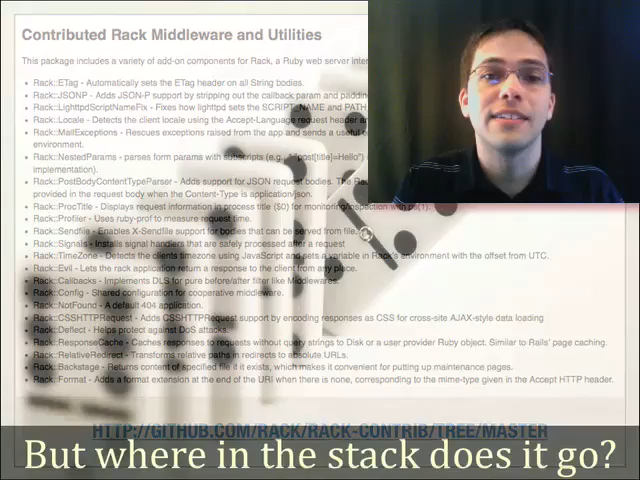 Contributed Rack Middleware and Utilities
This package includes a variety of add-on components for Rack, a Ruby web server inter
Rack::ETag - Automatically sets the ETag header on all String bodies.
Rack::JSONP - Adds JSON-P support by stripping out the callback param and padding
Rack::LighttpdScriptNameFix - Fixes how lighttpd sets the SCRIPT_NAME and PATH_
Rack::Locale - Detects the client locale using the Accept-Language request header a
Rack::MailExceptions - Rescues exceptions raised from the app and sends a useful e
environment.
Rack::NestedParams - parses form params with subscripts (e.g., "post[title]=Hello")
implementation).
Rack::PostBodyContentTypeParser - Adds support for JSON request bodies. The Ra
provided in the request body when the Content-Type is application/json.
Rack::ProcTitle - Displays request information in process title ($0) for monitoring/inspection with ps(1).
Rack::Profiler - Uses ruby-prof to measure request time.
Rack::Sendfile - Enables X-Sendfile support for bodies that can be served from file.
Rack::Signals - Installs signal handlers that are safely processed after a request
Rack::TimeZone - Detects the clients timezone using JavaScript and sets a variable in Rack's environment with the offset from UTC.
Rack::Evil - Lets the rack application return a response to the client from any place.
Rack::Callbacks - Implements DLS for pure before/after filter like Middlewares.
Rack::Config - Shared configuration for cooperative middleware.
Rack::NotFound - A default 404 application.
Rack::CSSHTTPRequest - Adds CSSHTTPRequest support by encoding responses as CSS for cross-site AJAX-style data loading
Rack::Deflect - Helps protect against DoS attacks.
Rack::ResponseCache - Caches responses to requests without query strings to Disk or a user provider Ruby object. Similar to Rails' page caching.
Rack::RelativeRedirect - Transforms relative paths in redirects to absolute URLs.
Rack::Backstage - Returns content of specified file if it exists, which makes it convenient for putting up maintenance pages.
Rack::Format - Adds a format extension at the end of the URI when there is none, corresponding to the mime-type given in the Accept HTTP header.
HTTP://GITHUB.COM/RACK/RACK-CONTRIB/TREE/MASTER
But where in the stack does it go?